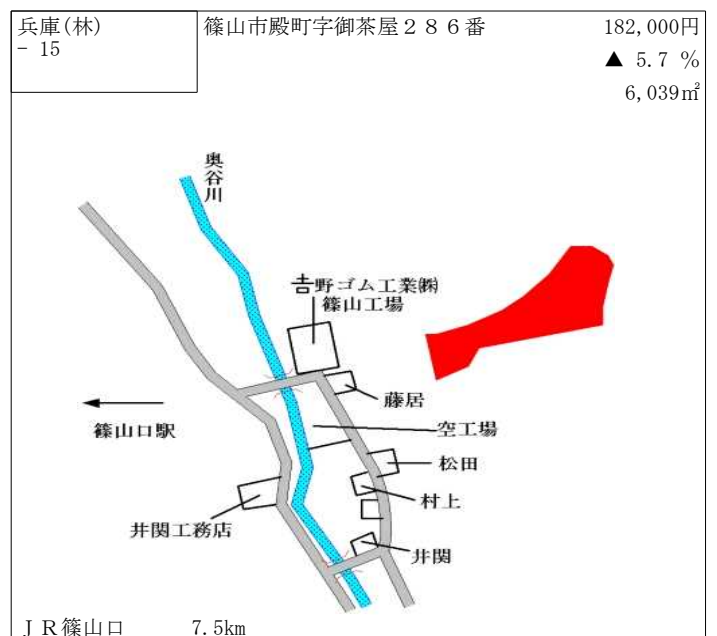 兵庫(林)
- 15
篠山市殿町字御茶屋２８６番
182,000円
▲ 5.7 %
6,039㎡
奥谷川
𠮷野ゴム工業㈱
篠山工場
藤居
篠山口駅
空工場
松田
村上
井関工務店
井関
ＪＲ篠山口 7.5km